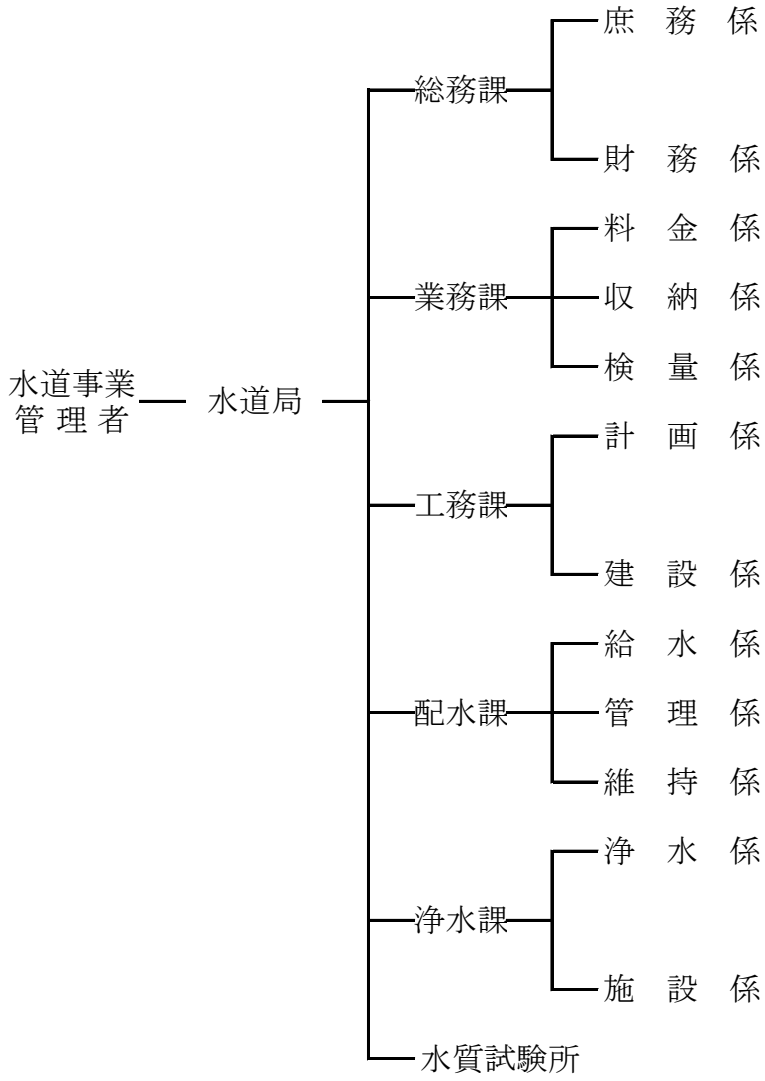 水道事業
管理者
水道局
総務課
庶務係
財務係
業務課
料金係
収納係
検量係
工務課
計画係
建設係
配水課
給水係
管理係
維持係
浄水課
浄水係
施設係
水質試験所